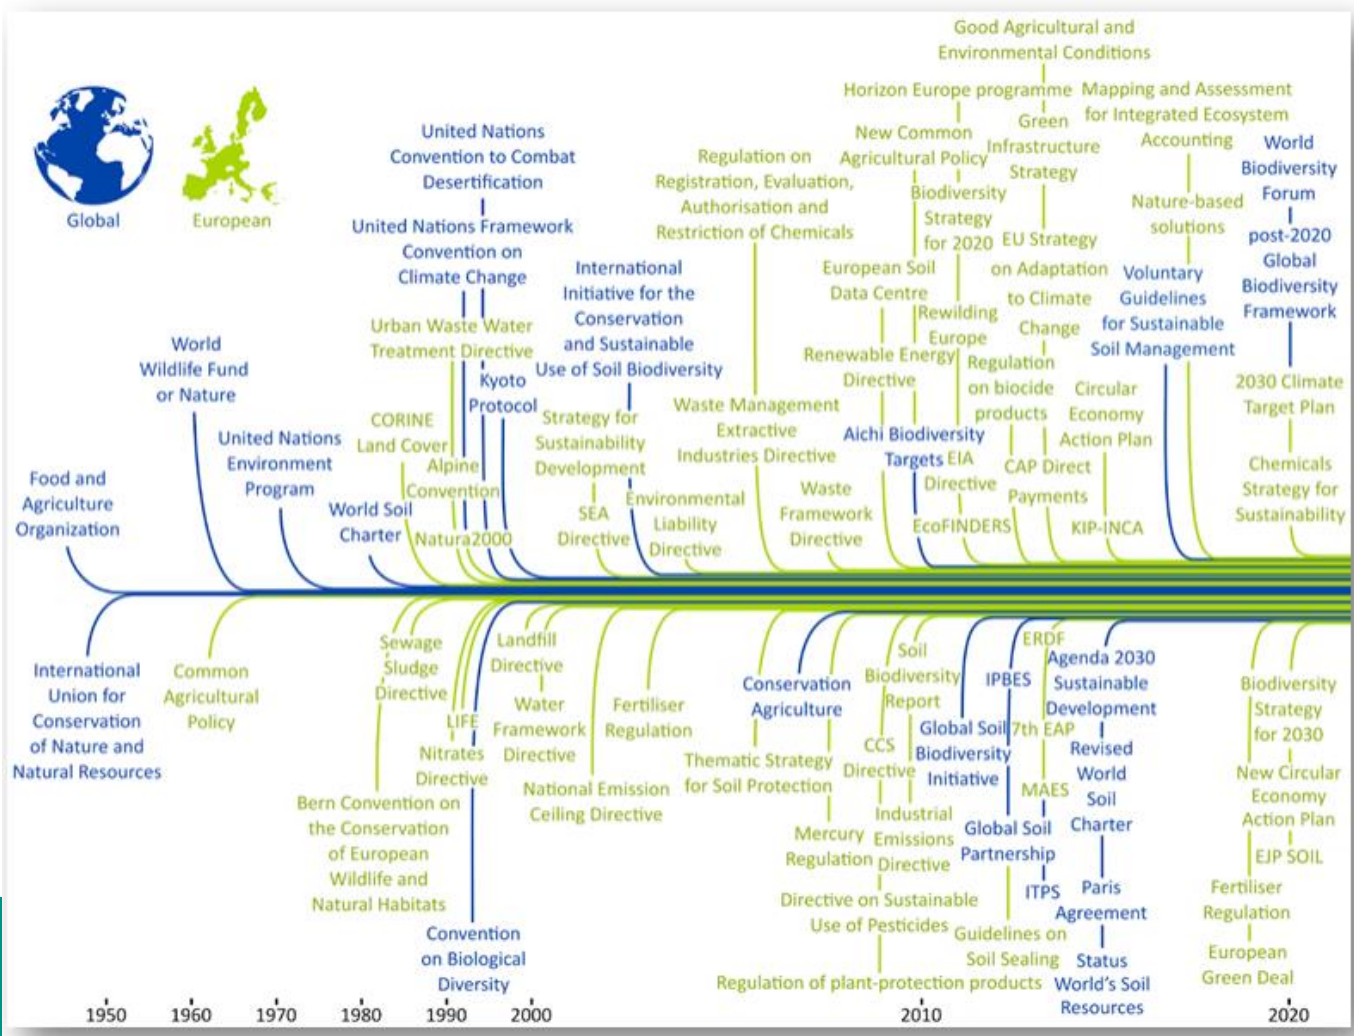 Global
European
Food and
Agriculture
Organization
World
Wildlife Fund
or Nature
United Nations
Environment
Program
World Soil
Charter
United Nations
Convention to Combat
Desertification
United Nations Framework
Convention on
Climate Change
Urban Waste Water
Treatment Directive
Kyoto
Protocol
CORINE
Land Cover
Alpine
Convention
Natura2000
International
Initiative for the
Conservation
and Sustainable
Use of Soil Biodiversity
Strategy for
Sustainability
Development
SEA
Directive
Environmental
Liability
Directive
Regulation on
Registration, Evaluation,
Authorisation and
Restriction of Chemicals
Waste Management
Extractive
Industries Directive
Waste
Framework
Directive
Good Agricultural and
Environmental Conditions
Horizon Europe programme
New Common
Agricultural Policy
Biodiversity
Strategy
for 2020
European Soil
Data Centre
Rewilding
Europe
Renewable Energy
Directive
Aichi Biodiversity
Targets
EIA
Directive
EcoFINDERS
Green
Infrastructure
Strategy
EU Strategy
on Adaptation
to Climate
Change
Regulation
on biocide
products
CAP Direct
Payments
Circular
Economy
Action Plan
KIP-INCA
Mapping and Assessment
for Integrated Ecosystem
Accounting
Nature-based
solutions
Voluntary
Guidelines
for Sustainable
Soil Management
World
Biodiversity
Forum
post-2020
Global
Biodiversity
Framework
2030 Climate
Target Plan
Chemicals
Strategy for
Sustainability
International
Union for
Conservation
of Nature and
Natural Resources
Common
Agricultural
Policy
Sewage
Sludge
Directive
LIFE
Nitrates
Directive
Bern Convention on
the Conservation
of European
Wildlife and
Natural Habitats
Convention
on Biological
Diversity
Landfill
Directive
Water
Framework
Directive
National Emission
Ceiling Directive
Fertiliser
Regulation
Conservation
Agriculture
Thematic Strategy
for Soil Protection
Mercury
Regulation
Soil
Biodiversity
Report
CCS
Directive
Industrial
Emissions
Directive
Directive on Sustainable
Use of Pesticides
Regulation of plant-protection products
Global Soil
Biodiversity
Initiative
IPBES
Global Soil
Partnership
Guidelines on
Soil Sealing
ERDF
7th EAP
MAES
ITPS
Agenda 2030
Sustainable
Development
Revised
World
Soil
Charter
Paris
Agreement
Status
World's Soil
Resources
Biodiversity
Strategy
for 2030
New Circular
Economy
Action Plan
EJP SOIL
Fertiliser
Regulation
European
Green Deal
1950
1960
1970
1980
1990
2000
2010
2020